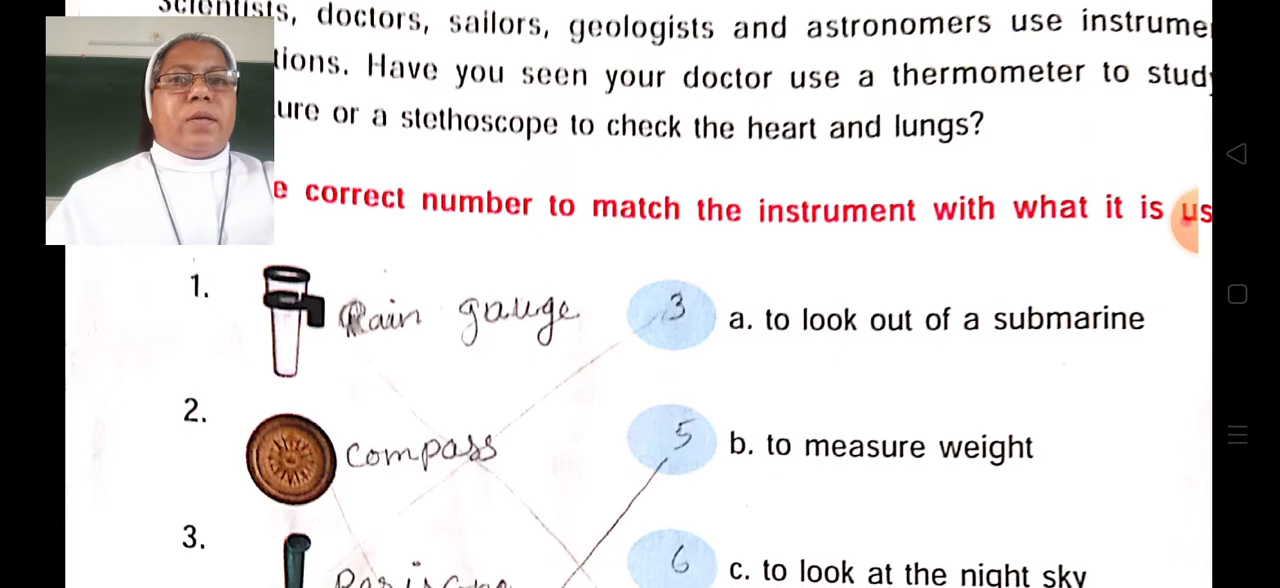 Scientists, doctors, sailors, geologists and astronomers use
tions. Have you seen your doctor use a thermometer to
ure or a stethoscope to check the heart and lungs?
e correct number to match the instrument with what it is us
1. Rain gauge 3 a. to look out of a submarine
2. compass 5 b. to measure weight
3. 6 c. to look at the night sky